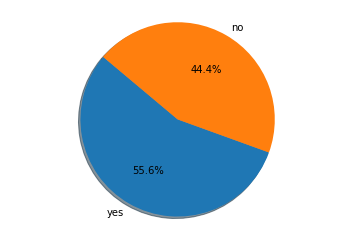 no
44.4%
55.6%
yes